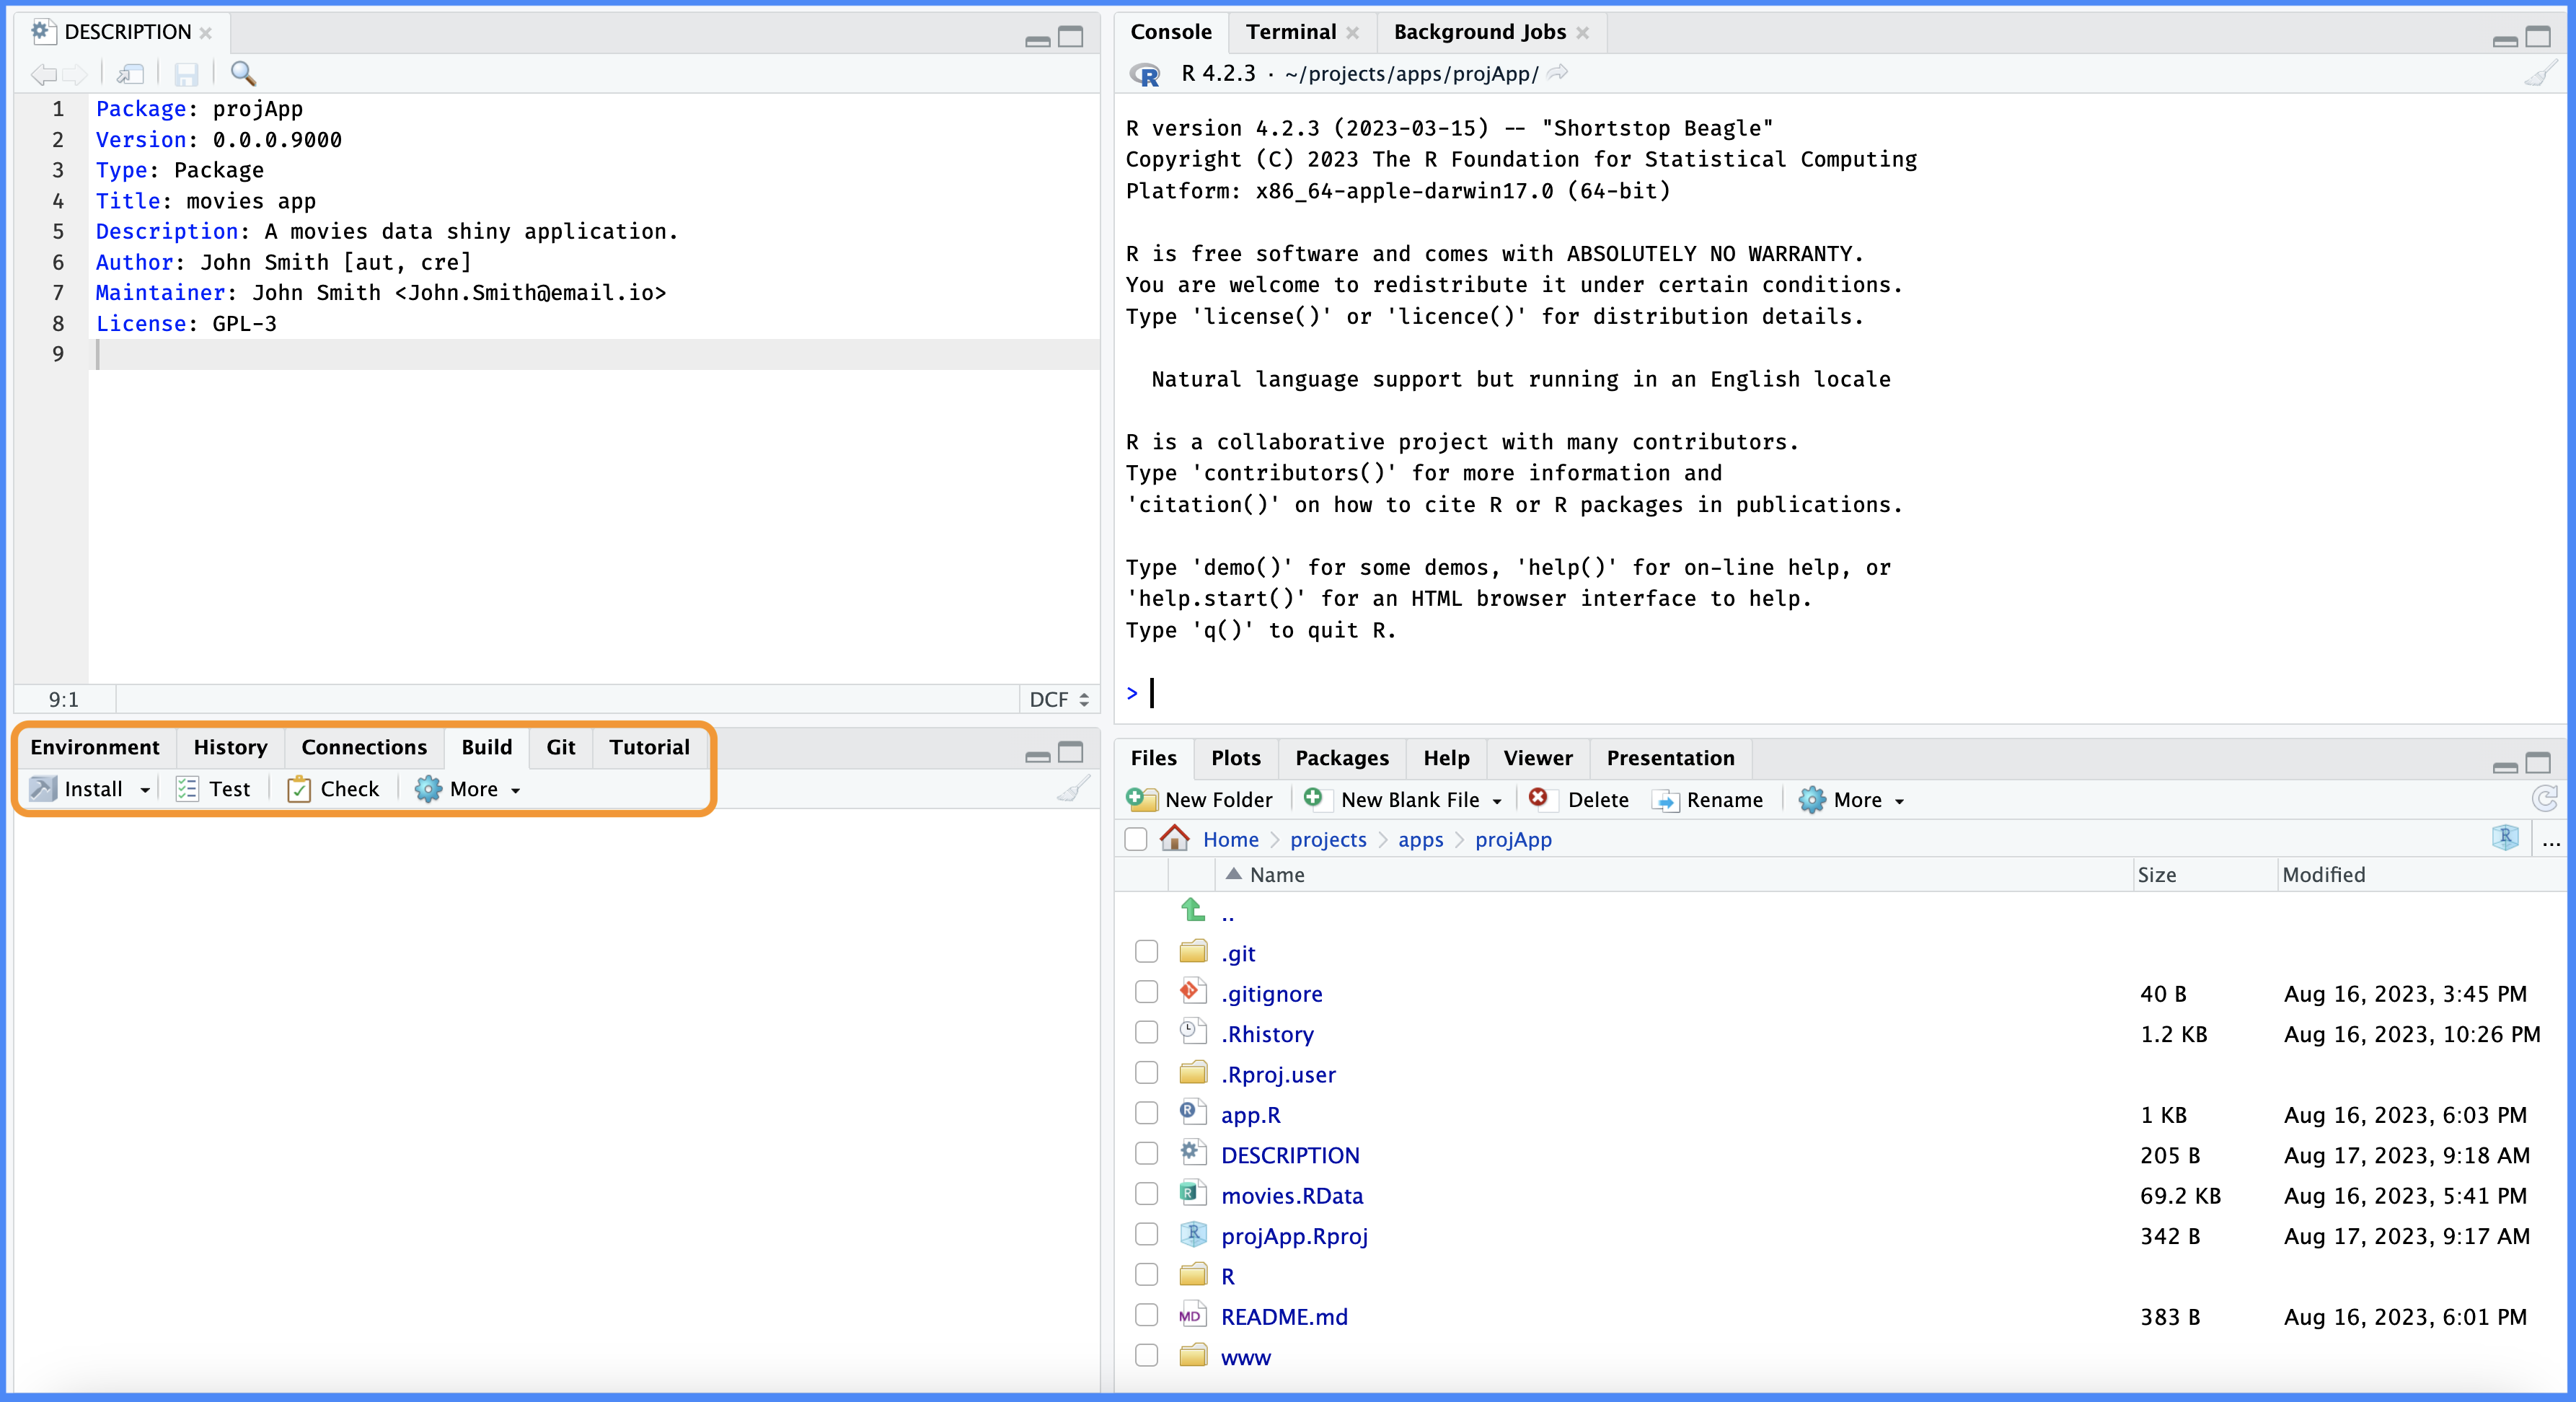 DESCRIPTION
1 Package: projApp
2 Version: 0.0.0.9000
3 Type: Package
4 Title: movies app
5 Description: A movies data shiny application.
6 Author: John Smith [aut, cre]
7 Maintainer: John Smith <John.Smith@email.io>
8 License: GPL-3
9
9:1 DCF
Environment History Connections Build Git Tutorial
Install Test Check More
Console Terminal Background Jobs
R 4.2.3 · ~/projects/apps/projApp/
R version 4.2.3 (2023-03-15) -- "Shortstop Beagle"
Copyright (C) 2023 The R Foundation for Statistical Computing
Platform: x86_64-apple-darwin17.0 (64-bit)
R is free software and comes with ABSOLUTELY NO WARRANTY.
You are welcome to redistribute it under certain conditions.
Type 'license()' or 'licence()' for distribution details.
Natural language support but running in an English locale
R is a collaborative project with many contributors.
Type 'contributors()' for more information and
'citation()' on how to cite R or R packages in publications.
Type 'demo()' for some demos, 'help()' for on-line help, or
'help.start()' for an HTML browser interface to help.
Type 'q()' to quit R.
>
Files Plots Packages Help Viewer Presentation
New Folder New Blank File Delete Rename More
Home projects apps projApp ...
Name Size Modified
..
.git
.gitignore 40 B Aug 16, 2023, 3:45 PM
.Rhistory 1.2 KB Aug 16, 2023, 10:26 PM
.Rproj.user
app.R 1 KB Aug 16, 2023, 6:03 PM
DESCRIPTION 205 B Aug 17, 2023, 9:18 AM
movies.RData 69.2 KB Aug 16, 2023, 5:41 PM
projApp.Rproj 342 B Aug 17, 2023, 9:17 AM
R
README.md 383 B Aug 16, 2023, 6:01 PM
www